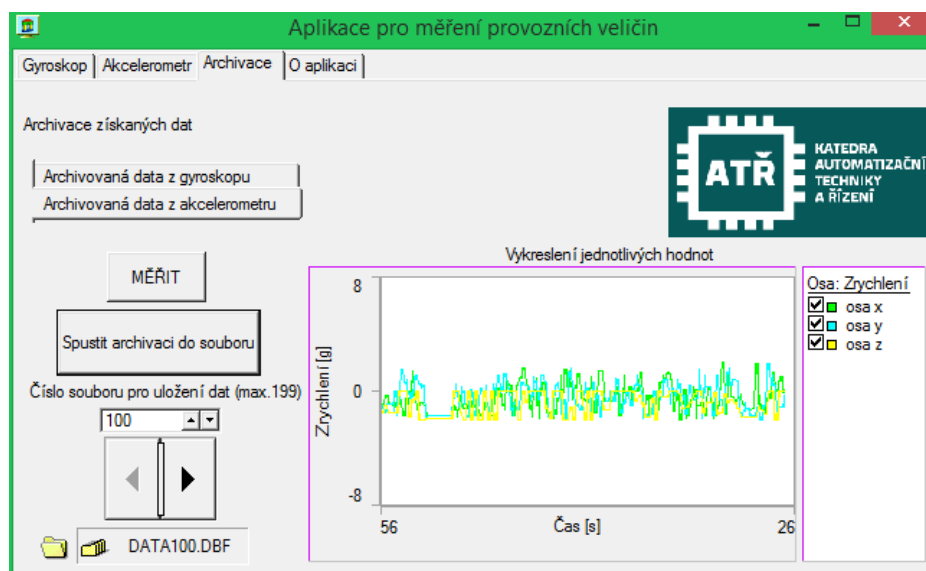 Aplikace pro měření provozních veličin
Gyroskop
Akcelerometr
Archivace
O aplikaci
Archivace získaných dat
Archivovaná data z gyroskopu
Archivovaná data z akcelerometru
ATŘ
KATEDRA
AUTOMATIZAČNÍ
TECHNIKY
A ŘÍZENÍ
MĚŘIT
Spustit archivaci do souboru
Číslo souboru pro uložení dat (max.199)
100
DATA100.DBF
Vykreslení jednotlivých hodnot
8
0
-8
Zrychlení [g]
56
Čas [s]
26
Osa: Zrychlení
osa x
osa y
osa z